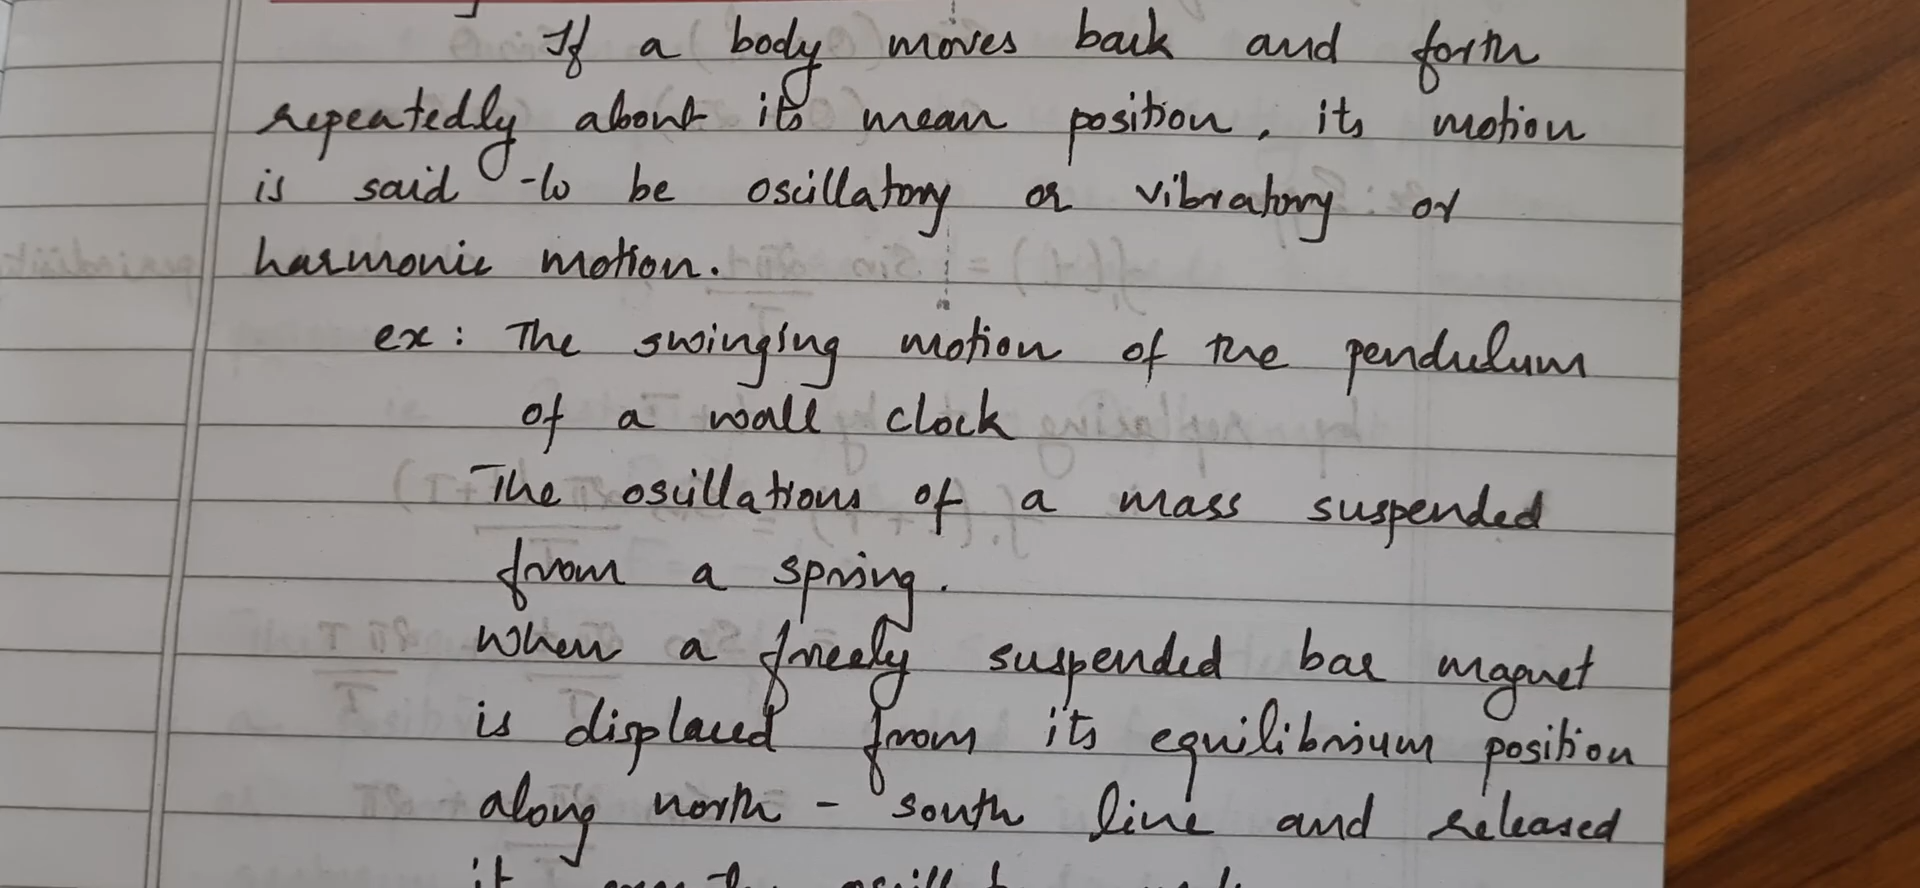 If a body moves back and forth
repeatedly about its mean position, its motion
is said to be oscillatory or vibratory or
harmonic motion.
ex: The swinging motion of the pendulum
of a wall clock
The oscillations of a mass suspended
from a spring.
When a freely suspended bar magnet
is displaced from its equilibrium position
along north - south line and released
it